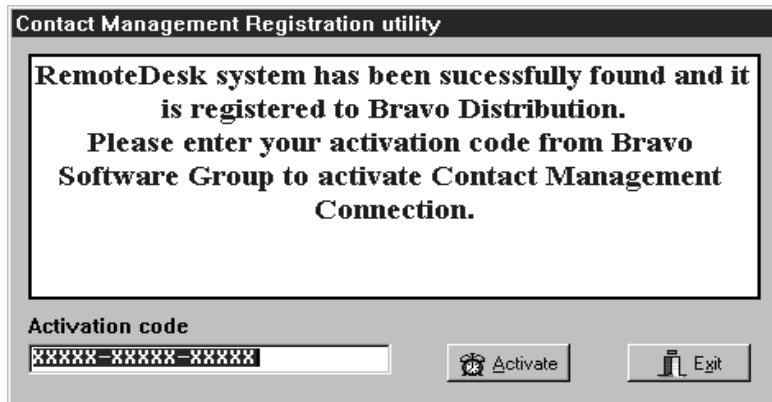 Contact Management Registration utility
RemoteDesk system has been sucessfully found and it
is registered to Bravo Distribution.
Please enter your activation code from Bravo
Software Group to activate Contact Management
Connection.
Activation code
XXXXX-XXXXX-XXXXX
Activate
Exit